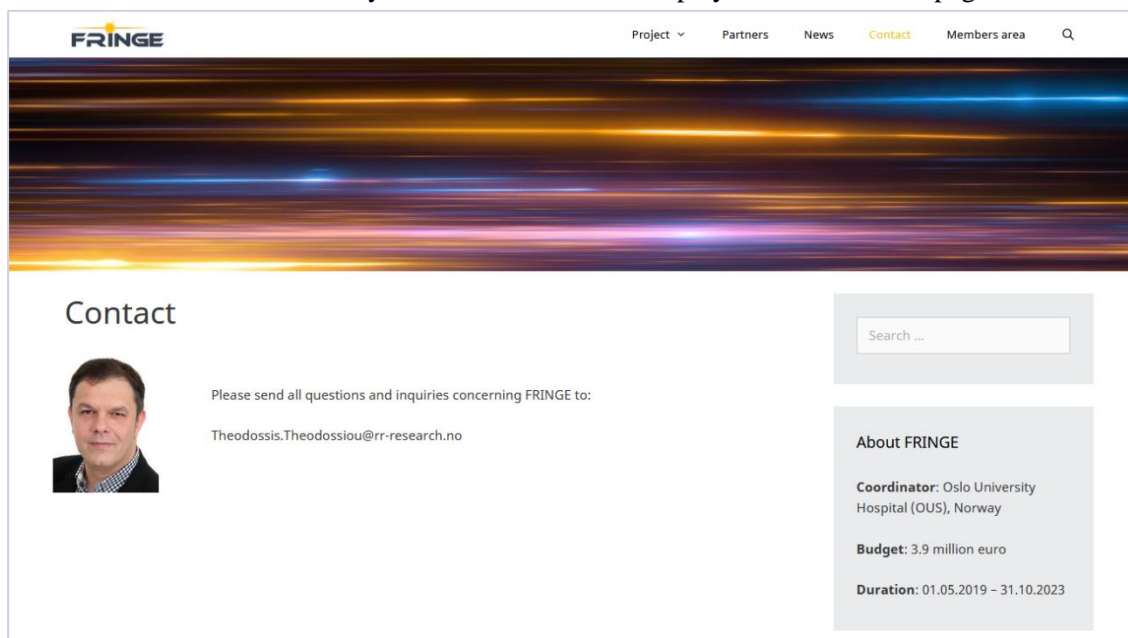 FRINGE
Project
Partners
News
Contact
Members area
Contact
Please send all questions and inquiries concerning FRINGE to:
Theodossis.Theodossiou@rr-research.no
Search ...
About FRINGE
Coordinator: Oslo University
Hospital (OUS), Norway
Budget: 3.9 million euro
Duration: 01.05.2019 – 31.10.2023